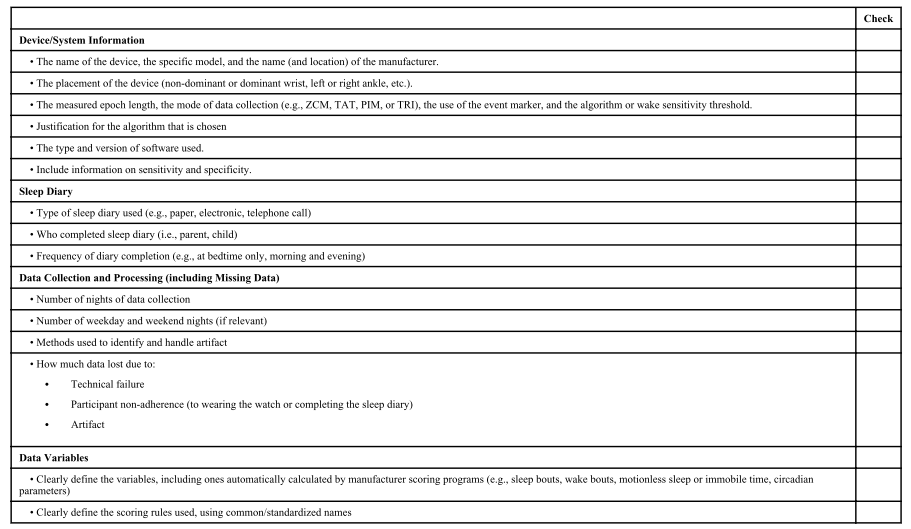 Check
Device/System Information
• The name of the device, the specific model, and the name (and location) of the manufacturer.
• The placement of the device (non-dominant or dominant wrist, left or right ankle, etc.).
• The measured epoch length, the mode of data collection (e.g., ZCM, TAT, PIM, or TRI), the use of the event marker, and the algorithm or wake sensitivity threshold.
• Justification for the algorithm that is chosen
• The type and version of software used.
• Include information on sensitivity and specificity.
Sleep Diary
• Type of sleep diary used (e.g., paper, electronic, telephone call)
• Who completed sleep diary (i.e., parent, child)
• Frequency of diary completion (e.g., at bedtime only, morning and evening)
Data Collection and Processing (including Missing Data)
• Number of nights of data collection
• Number of weekday and weekend nights (if relevant)
• Methods used to identify and handle artifact
• How much data lost due to:
• Technical failure
• Participant non-adherence (to wearing the watch or completing the sleep diary)
• Artifact
Data Variables
• Clearly define the variables, including ones automatically calculated by manufacturer scoring programs (e.g., sleep bouts, wake bouts, motionless sleep or immobile time, circadian
parameters)
• Clearly define the scoring rules used, using common/standardized names